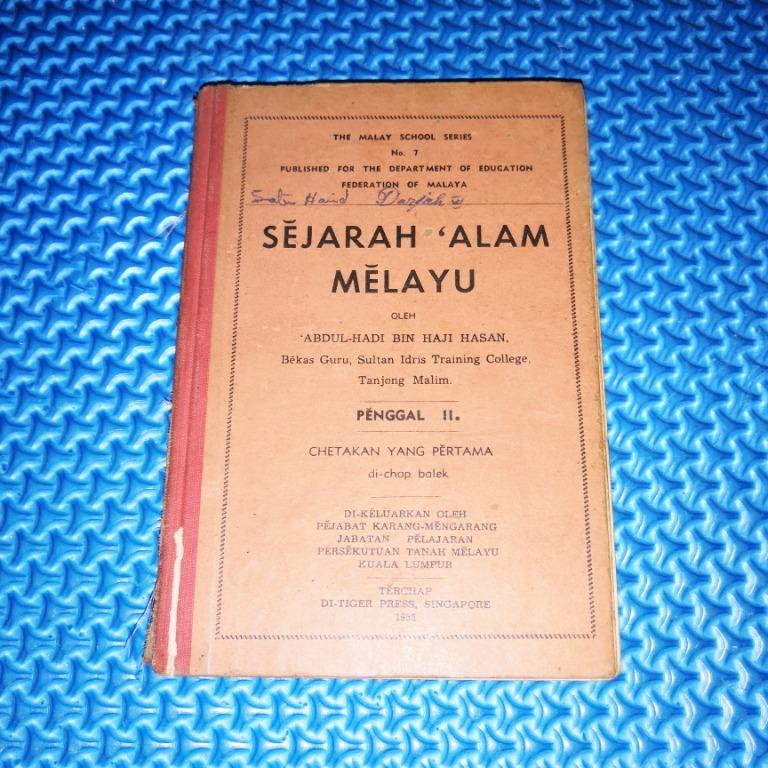 THE MALAY SCHOOL SERIES
No. 7
PUBLISHED FOR THE DEPARTMENT OF EDUCATION
FEDERATION OF MALAYA
SĔJARAH ‘ALAM
MĔLAYU
OLEH
‘ABDUL-HADI BIN HAJI HASAN,
Bĕkas Guru, Sultan Idris Training College,
Tanjong Malim.
PĔNGGAL II.
CHETAKAN YANG PĔRTAMA
di-chap balek
DI-KĔLUARKAN OLEH
PĔJABAT KARANG-MĔNGARANG
JABATAN PĔLAJARAN
PĔRSĔKUTUAN TANAH MĔLAYU
KUALA LUMPUR
TĔRCHAP
DI-TIGER PRESS, SINGAPORE